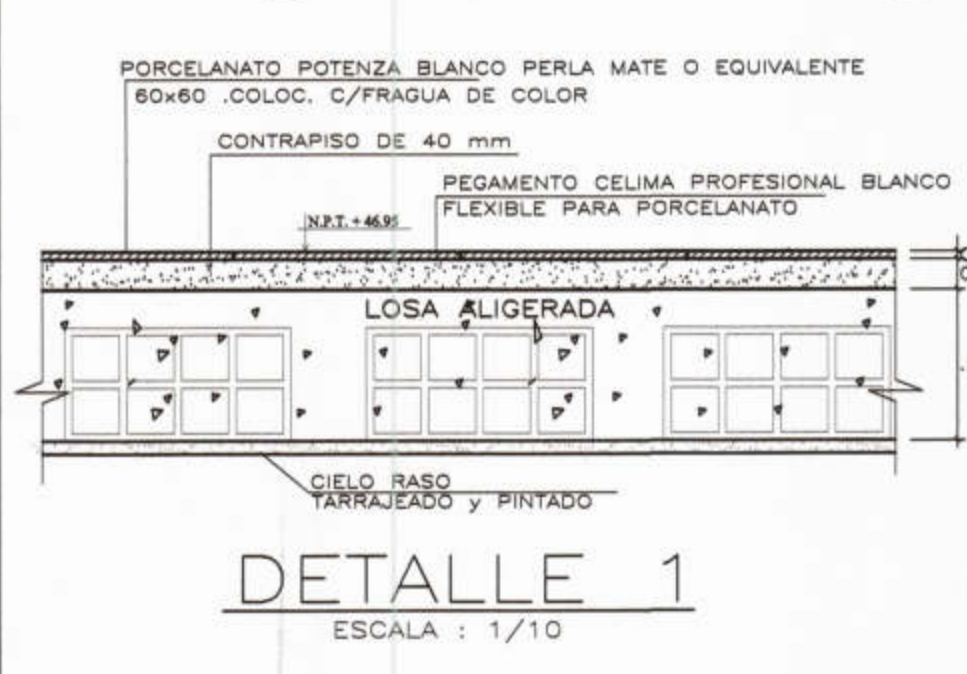 PORCELANATO POTENZA BLANCO PERLA MATE O EQUIVALENTE
60x60 .COLOC. C/FRAGUA DE COLOR
CONTRAPISO DE 40 mm
PEGAMENTO CELIMA PROFESIONAL BLANCO
FLEXIBLE PARA PORCELANATO
N.P.T. + 46.95
LOSA ALIGERADA
CIELO RASO
TARRAJEADO y PINTADO
DETALLE 1
ESCALA : 1/10